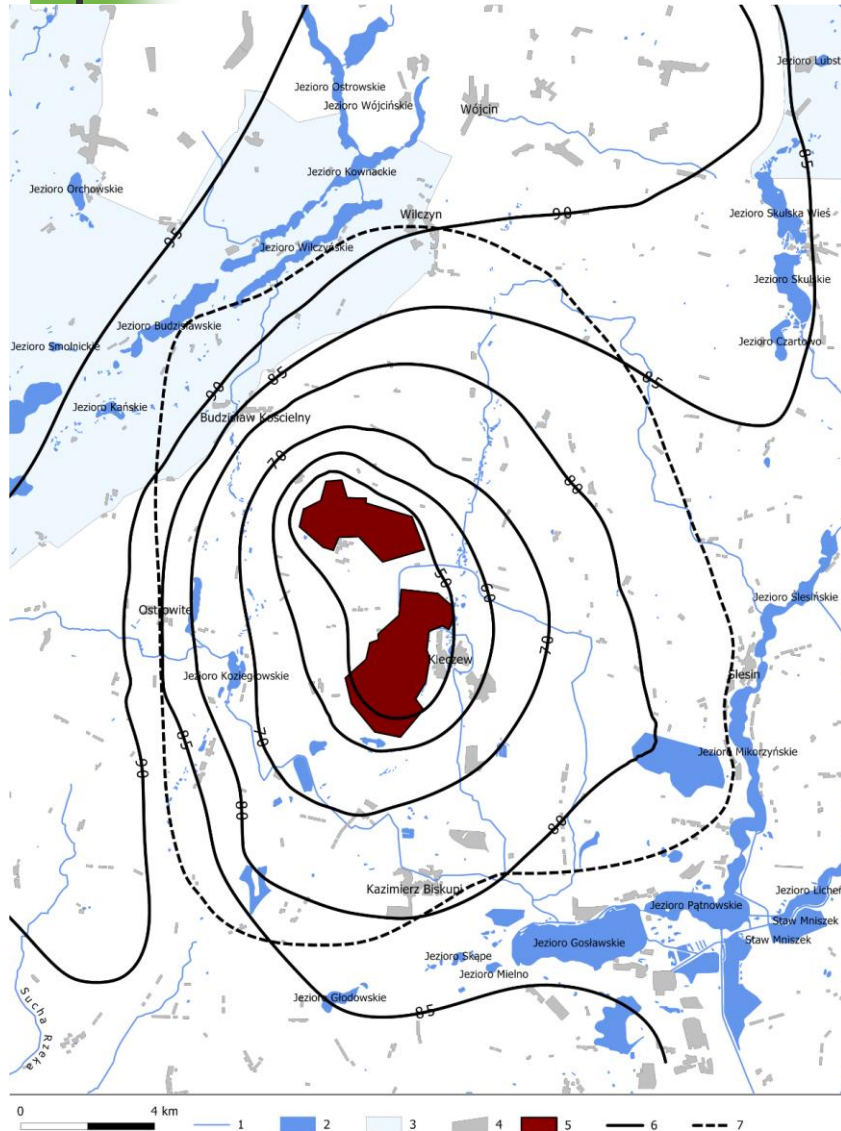 Jezioro Ostrowskie
Jezioro Lubst
Jezioro Wójcińskie
Wójcin
85
Jezioro Kownackie
Jezioro Orchowskie
Wilczyn
90
Jezioro Skulska Wieś
95
Jezioro Wilczyńskie
Jezioro Skulskie
Jezioro Budzisławskie
Jezioro Smolnickie
Jezioro Czartowo
85
85
90
Jezioro Kańskie
Budzisław Kościelny
70
80
50
60
Jezioro Ślesińskie
Ostrowite
70
Kleczew
Jezioro Koziegłowskie
Ślesin
70
85
Jezioro Mikorzyńskie
90
80
80
Kazimierz Biskupi
Jezioro Licheń
Jezioro Pątnowskie
Staw Mniszek
Jezioro Gosławskie
Staw Mniszek
Jezioro Skąpe
Jezioro Mielno
Jezioro Głodowskie
85
Sucha Rzeka
0 4 km 1 2 3 4 5 6 7